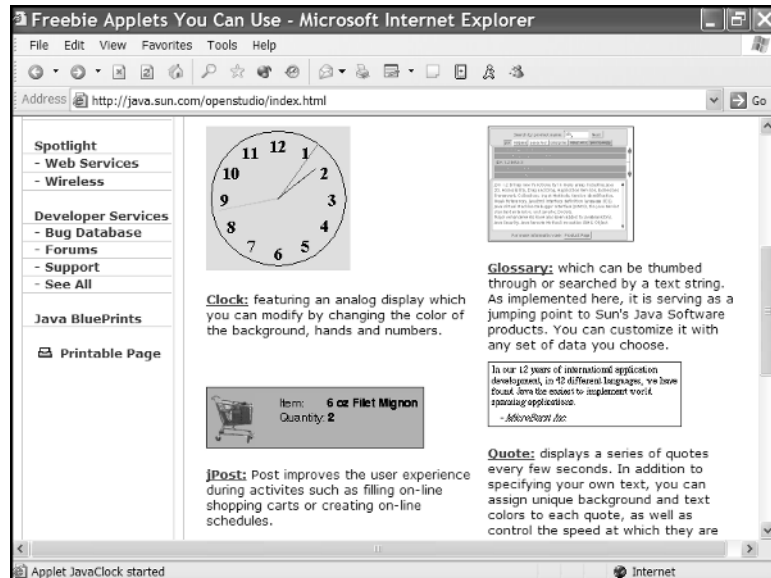 Freebie Applets You Can Use - Microsoft Internet Explorer
File Edit View Favorites Tools Help
Address http://java.sun.com/openstudio/index.html Go
Spotlight
- Web Services
- Wireless
Developer Services
- Bug Database
- Forums
- Support
- See All
Java BluePrints
Printable Page
12
1
2
3
4
5
6
7
8
9
10
11
Clock: featuring an analog display which
you can modify by changing the color of
the background, hands and numbers.
Item: 6 oz Filet Mignon
Quantity: 2
jPost: Post improves the user experience
during activites such as filling on-line
shopping carts or creating on-line
schedules.
Glossary: which can be thumbed
through or searched by a text string.
As implemented here, it is serving as a
jumping point to Sun's Java Software
products. You can customize it with
any set of data you choose.
In our 12 years of international application
development, in 42 different languages, we have
found Java the easiest to implement world
spanning applications.
- MicroBurst Inc.
Quote: displays a series of quotes
every few seconds. In addition to
specifying your own text, you can
assign unique background and text
colors to each quote, as well as
control the speed at which they are
Applet JavaClock started
Internet